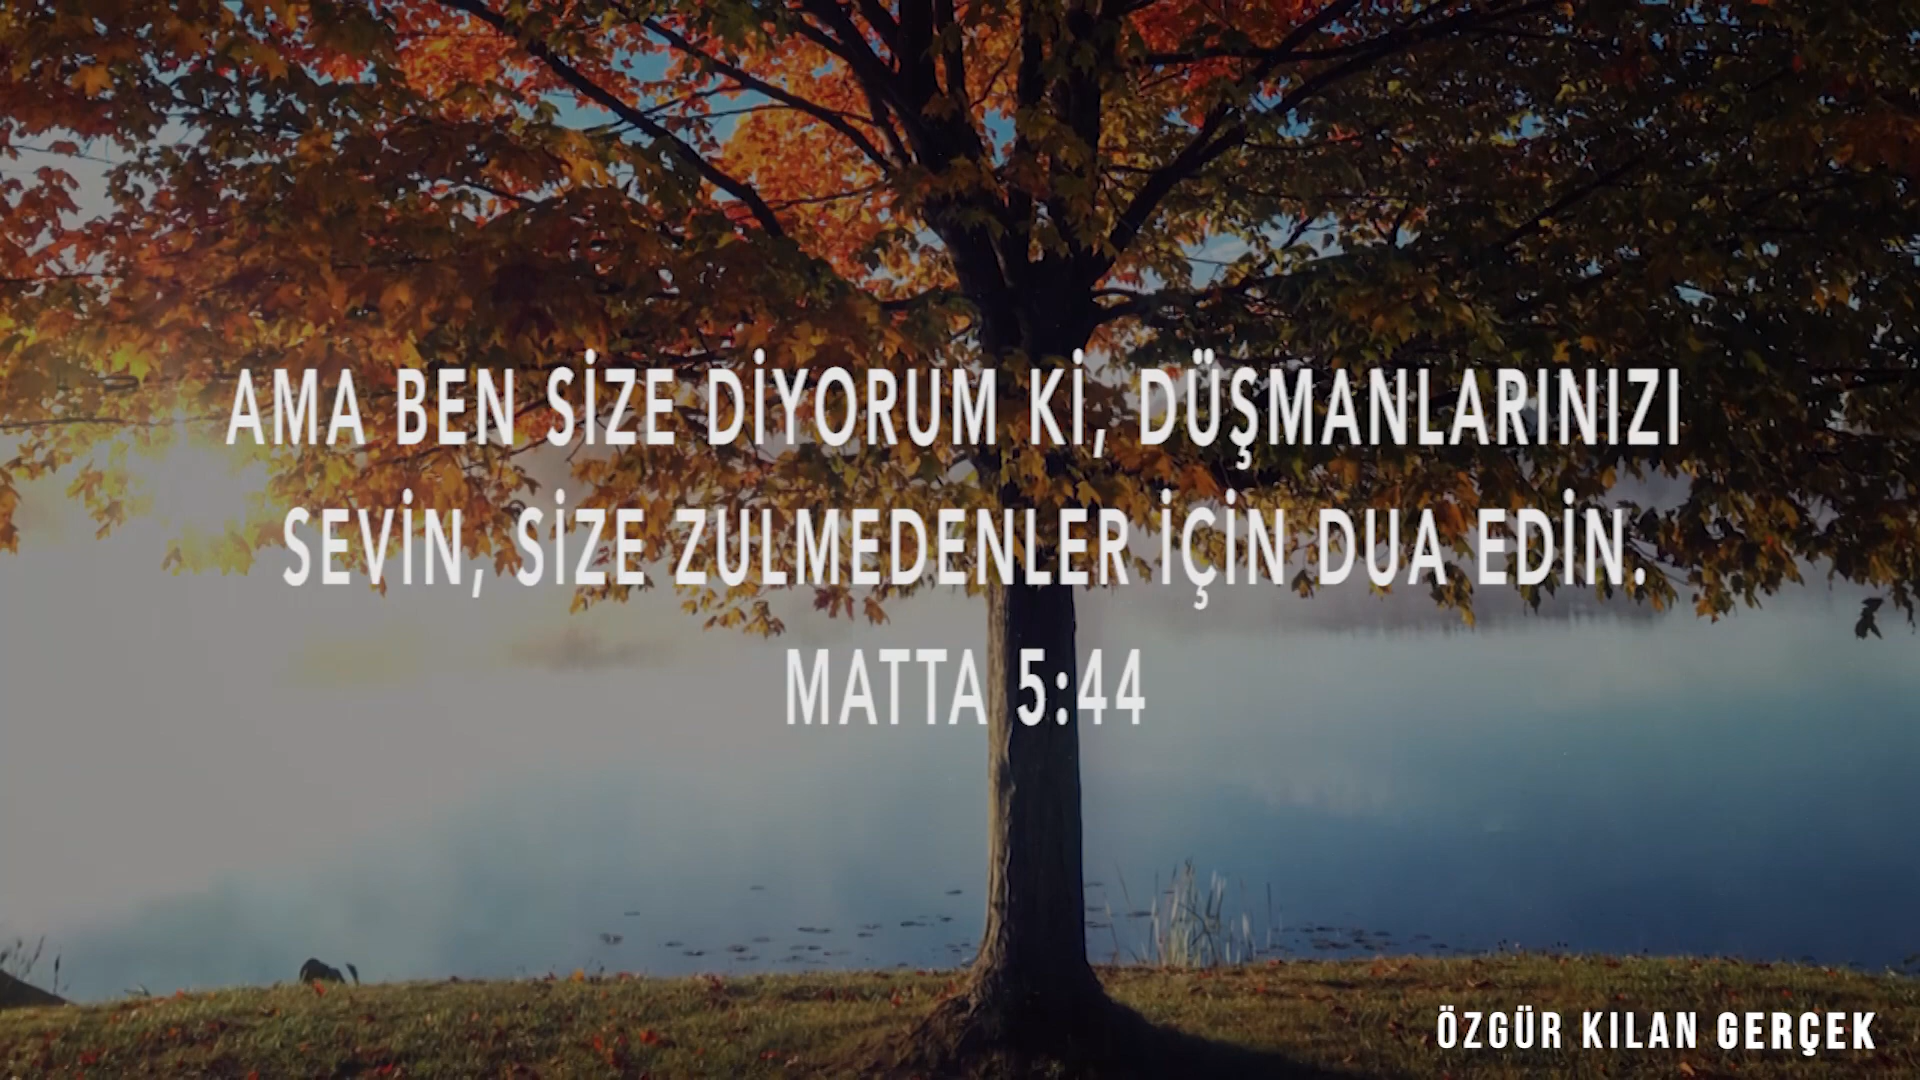 AMA BEN SİZE DİYORUM Kİ, DÜŞMANLARINIZI
SEVİN, SİZE ZULMEDENLER İÇİN DUA EDİN.
MATTA 5:44
ÖZGÜR KILAN GERÇEK